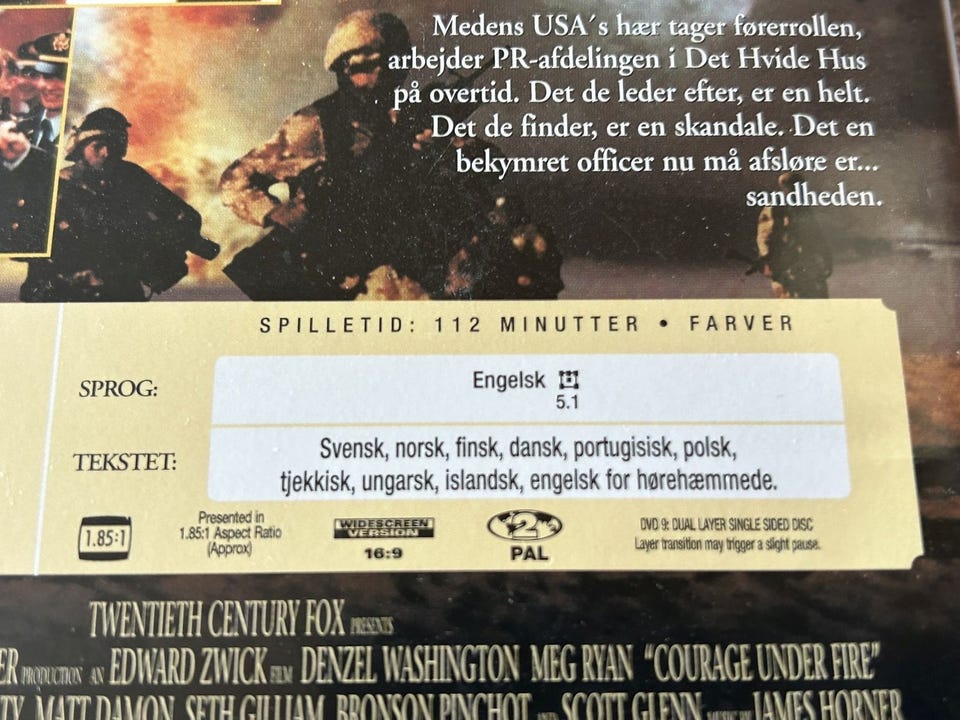 Medens USA´s hær tager førerrollen,
arbejder PR-afdelingen i Det Hvide Hus
på overtid. Det de leder efter, er en helt.
Det de finder, er en skandale. Det en
bekymret officer nu må afsløre er...
sandheden.
SPILLETID: 112 MINUTTER • FARVER
SPROG:
Engelsk
5.1
TEKSTET:
Svensk, norsk, finsk, dansk, portugisisk, polsk,
tjekkisk, ungarsk, islandsk, engelsk for hørehæmmede.
1.85:1
Presented in
1.85:1 Aspect Ratio
(Approx)
WIDESCREEN
VERSION
16:9
2
PAL
DVD 9: DUAL LAYER SINGLE SIDED DISC
Layer transition may trigger a slight pause.
TWENTIETH CENTURY FOX PRESENTS
PRODUCTION AN EDWARD ZWICK FILM DENZEL WASHINGTON MEG RYAN “COURAGE UNDER FIRE”
MATT DAMON SETH GILLIAM BRONSON PINCHOT AND SCOTT GLENN MUSIC BY JAMES HORNER